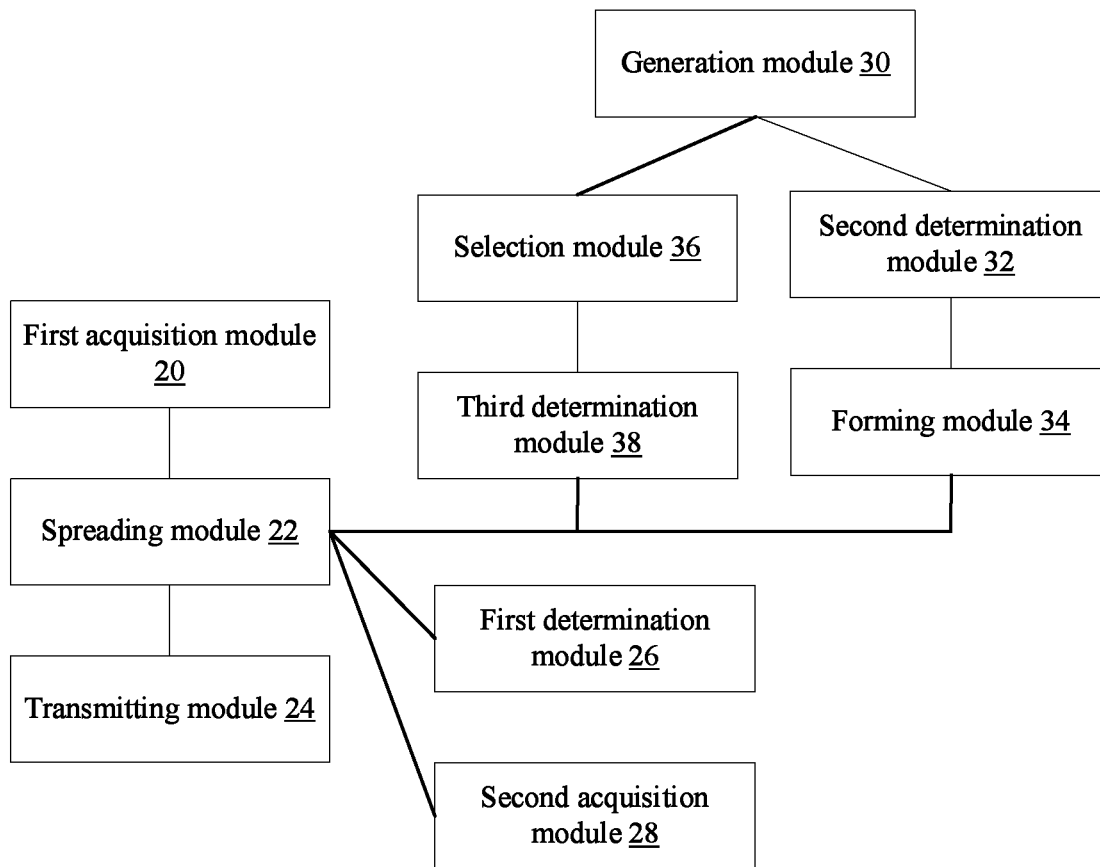 Generation module 30
Selection module 36
Second determination
module 32
First acquisition module
20
Third determination
module 38
Forming module 34
Spreading module 22
First determination
module 26
Transmitting module 24
Second acquisition
module 28